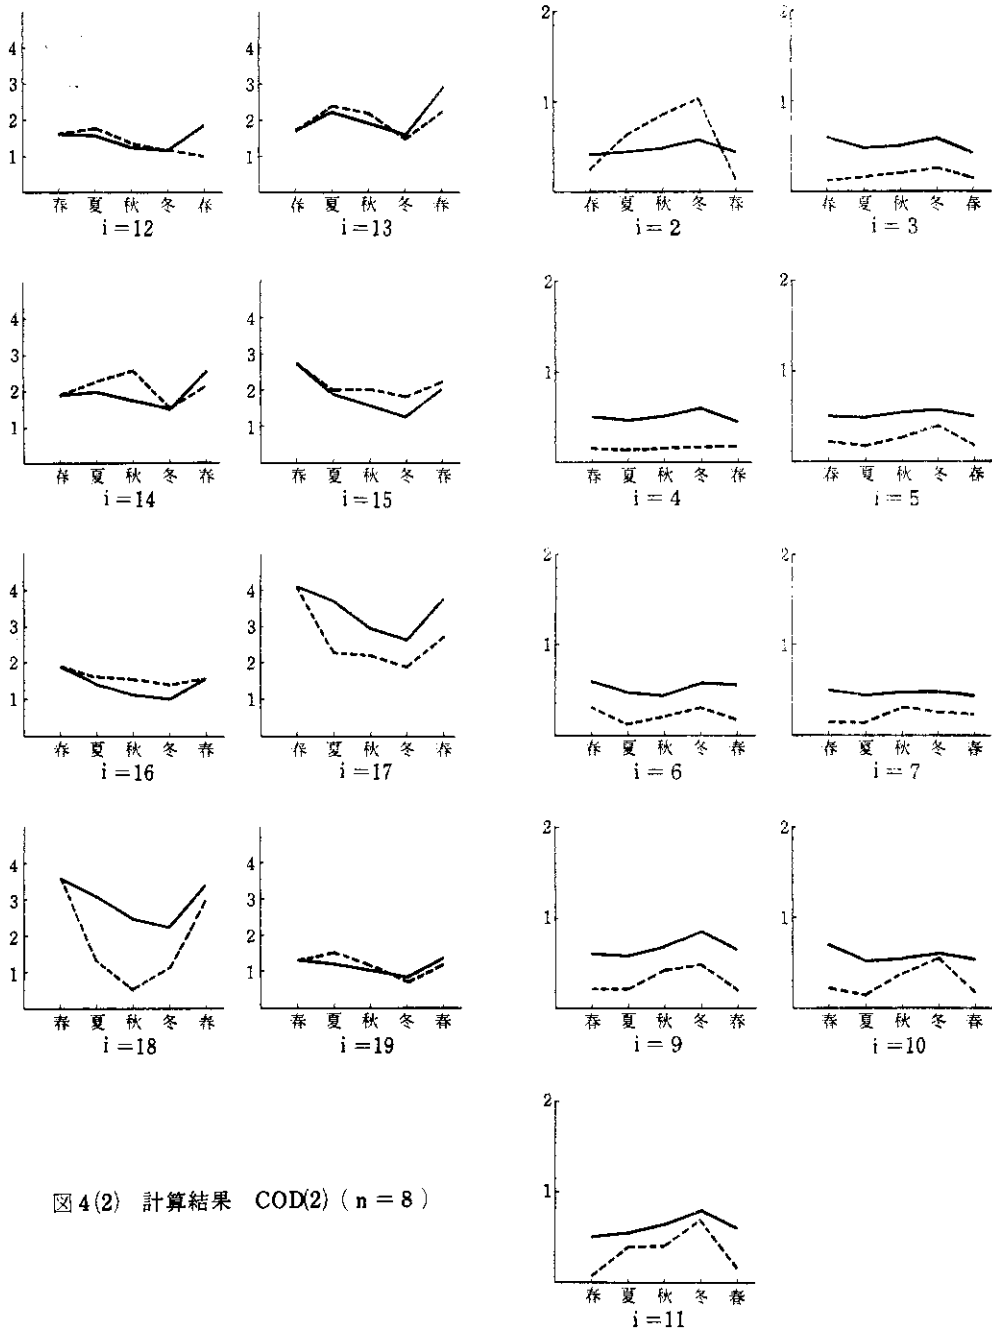 4
3
2
1
春 夏 秋 冬 春
i=12
4
3
2
1
春 夏 秋 冬 春
i=13
2
1
春 夏 秋 冬 春
i=2
2
1
春 夏 秋 冬 春
i=3
4
3
2
1
春 夏 秋 冬 春
i=14
4
3
2
1
春 夏 秋 冬 春
i=15
2
1
春 夏 秋 冬 春
i=4
2
1
春 夏 秋 冬 春
i=5
4
3
2
1
春 夏 秋 冬 春
i=16
4
3
2
1
春 夏 秋 冬 春
i=17
2
1
春 夏 秋 冬 春
i=6
2
1
春 夏 秋 冬 春
i=7
4
3
2
1
春 夏 秋 冬 春
i=18
4
3
2
1
春 夏 秋 冬 春
i=19
2
1
春 夏 秋 冬 春
i=9
2
1
春 夏 秋 冬 春
i=10
2
1
春 夏 秋 冬 春
i=11
図4(2) 計算結果 COD(2) (n=8)